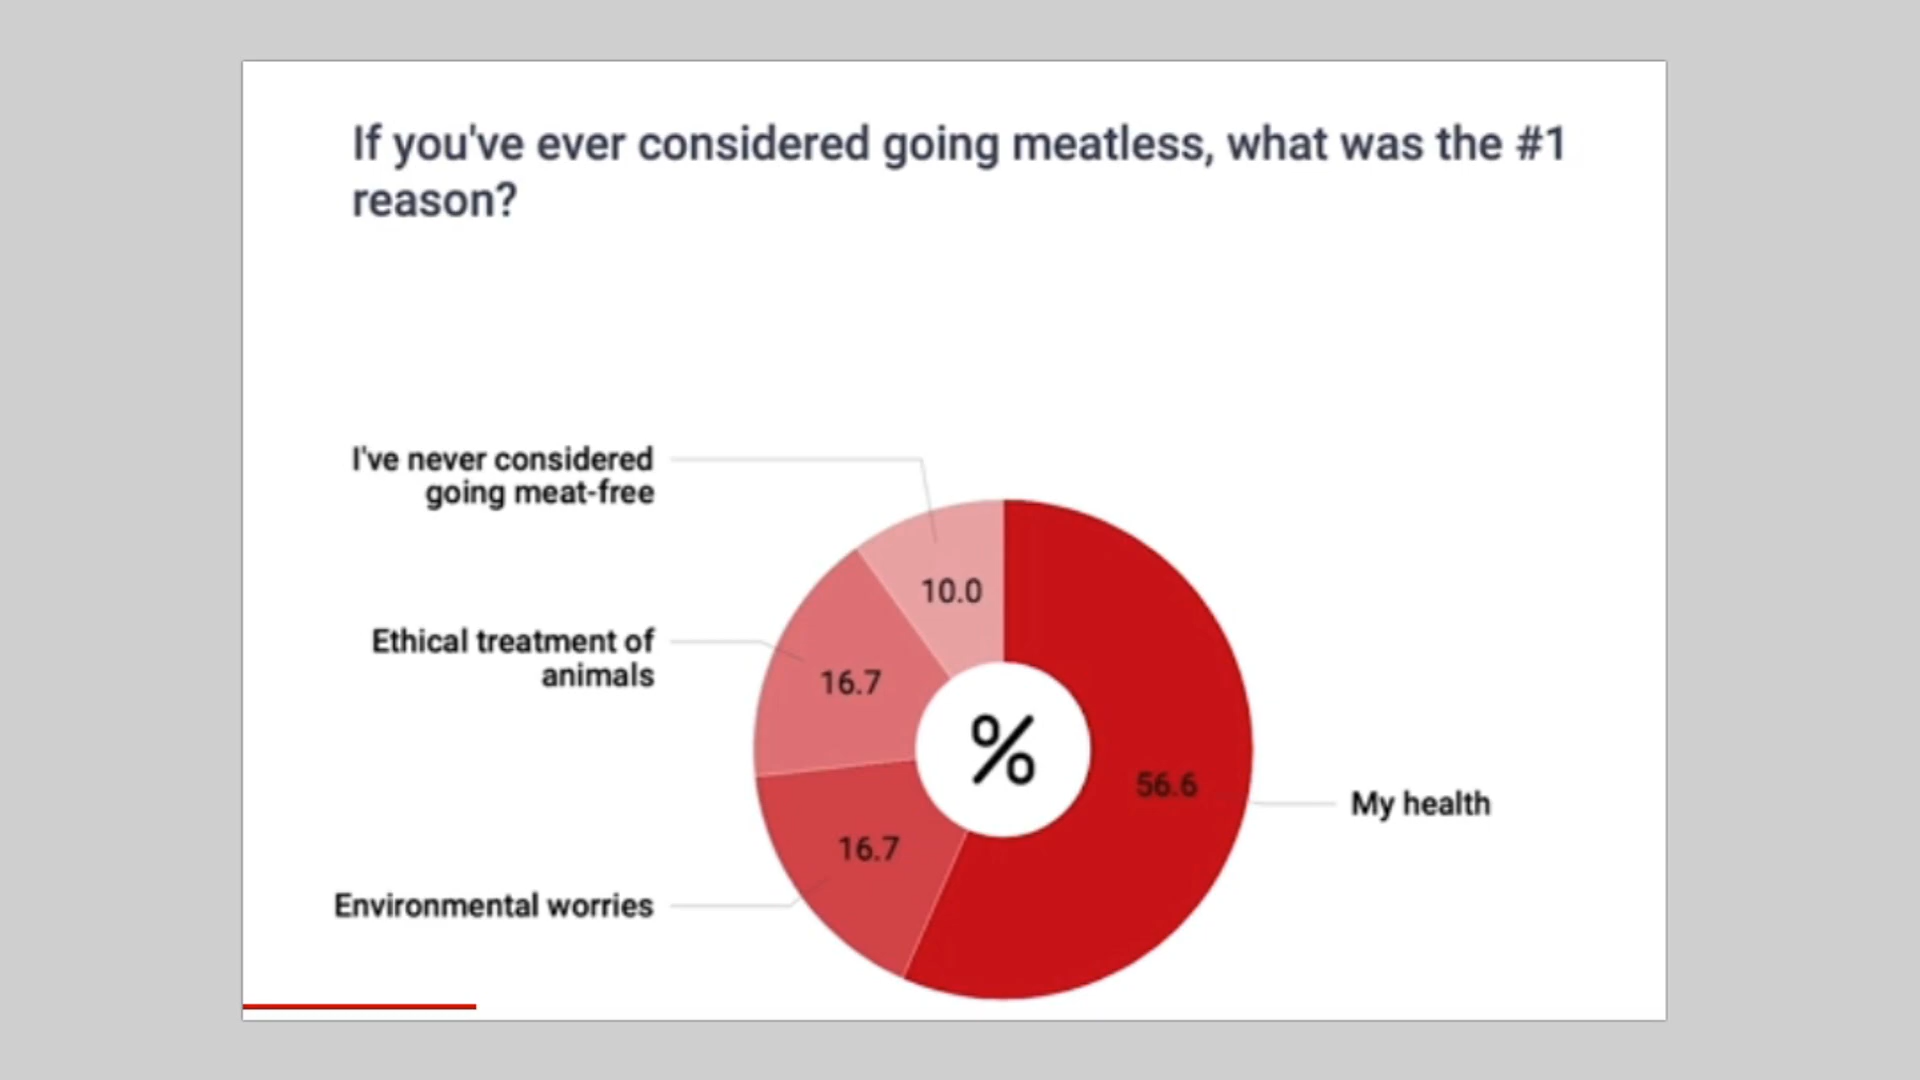 If you've ever considered going meatless, what was the #1
reason?
I've never considered
going meat-free
10.0
Ethical treatment of
animals
16.7
%
56.6
My health
16.7
Environmental worries